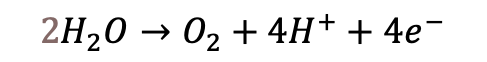 2H₂O → O₂ + 4H⁺ + 4e⁻